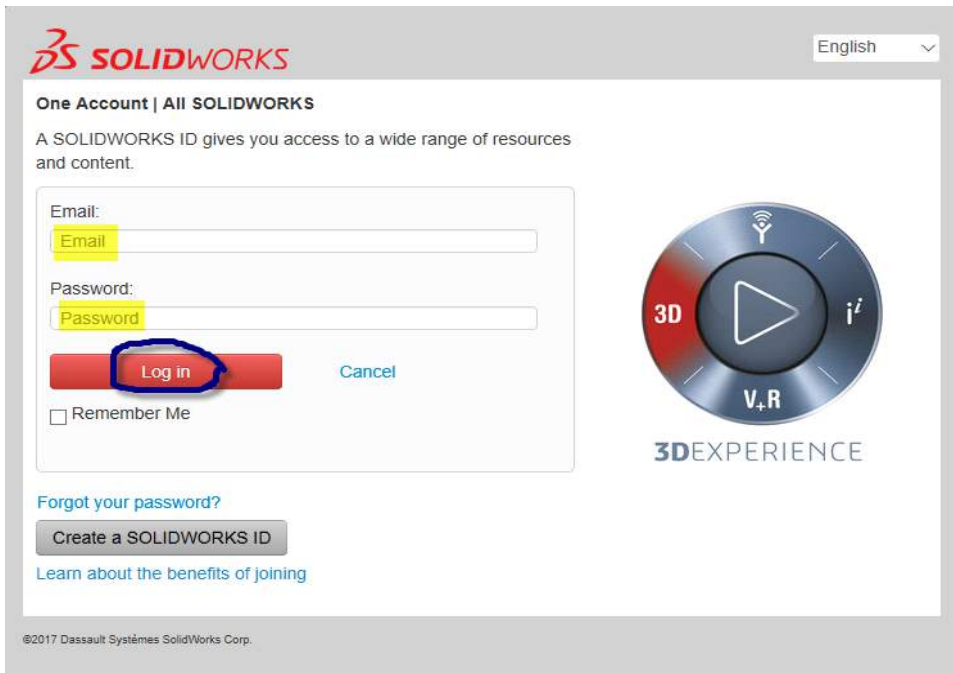 3S SOLIDWORKS
English
One Account | All SOLIDWORKS
A SOLIDWORKS ID gives you access to a wide range of resources
and content.
Email:
Email
Password:
Password
Log in
Cancel
Remember Me
3D
i i
V+R
3DEXPERIENCE
Forgot your password?
Create a SOLIDWORKS ID
Learn about the benefits of joining
©2017 Dassault Systémes SolidWorks Corp.